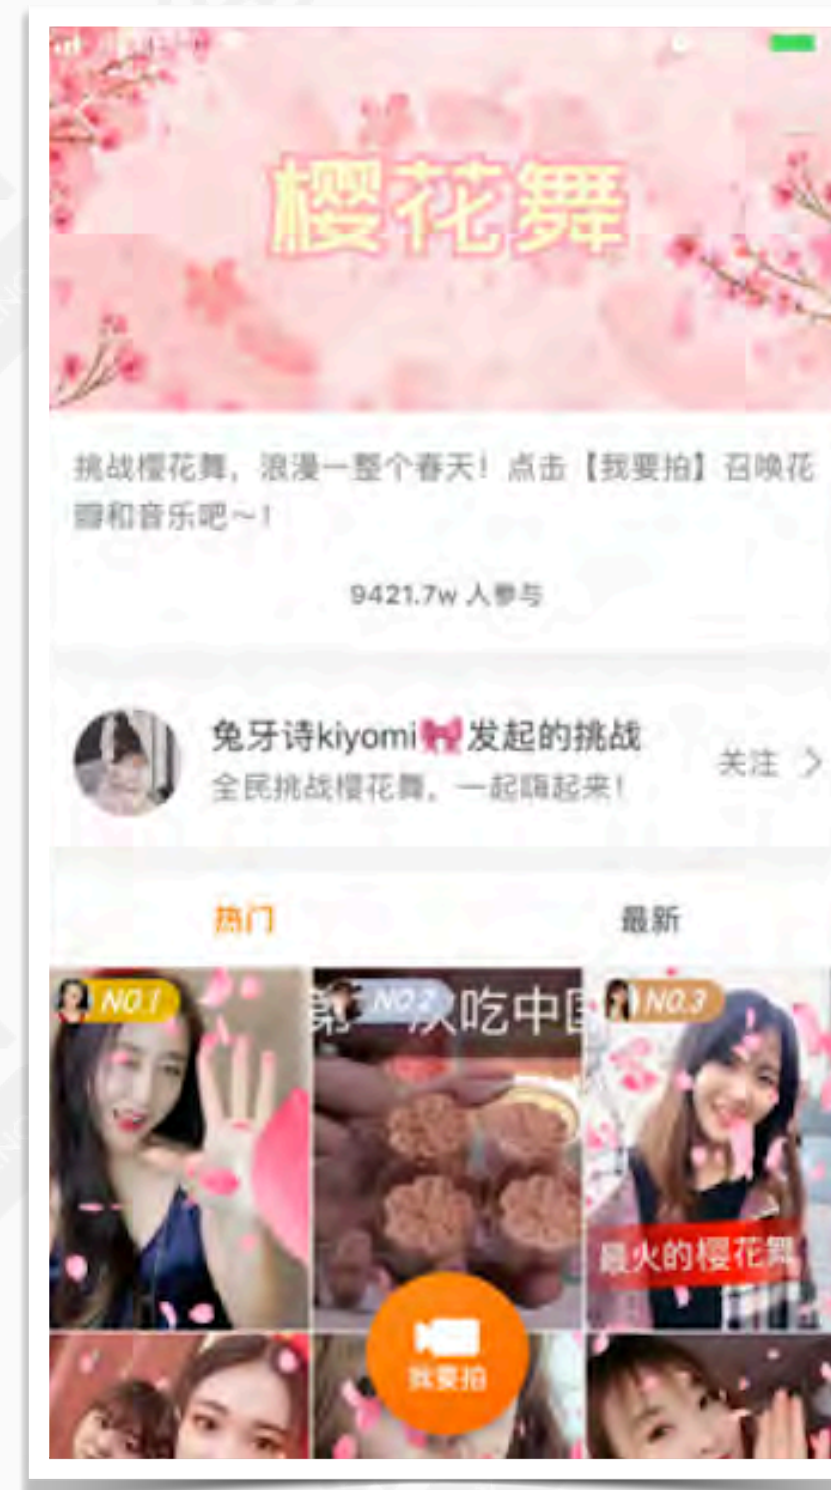 樱花舞
挑战樱花舞，浪漫一整个春天！点击【我要拍】召唤花
瓣和音乐吧～！
9421.7w 人参与
兔牙诗kiyomi🎀发起的挑战
关注 >
全民挑战樱花舞，一起嗨起来！
热门 最新
NO.1 NO.2 NO.3
次吃中
最火的樱花舞
我要拍